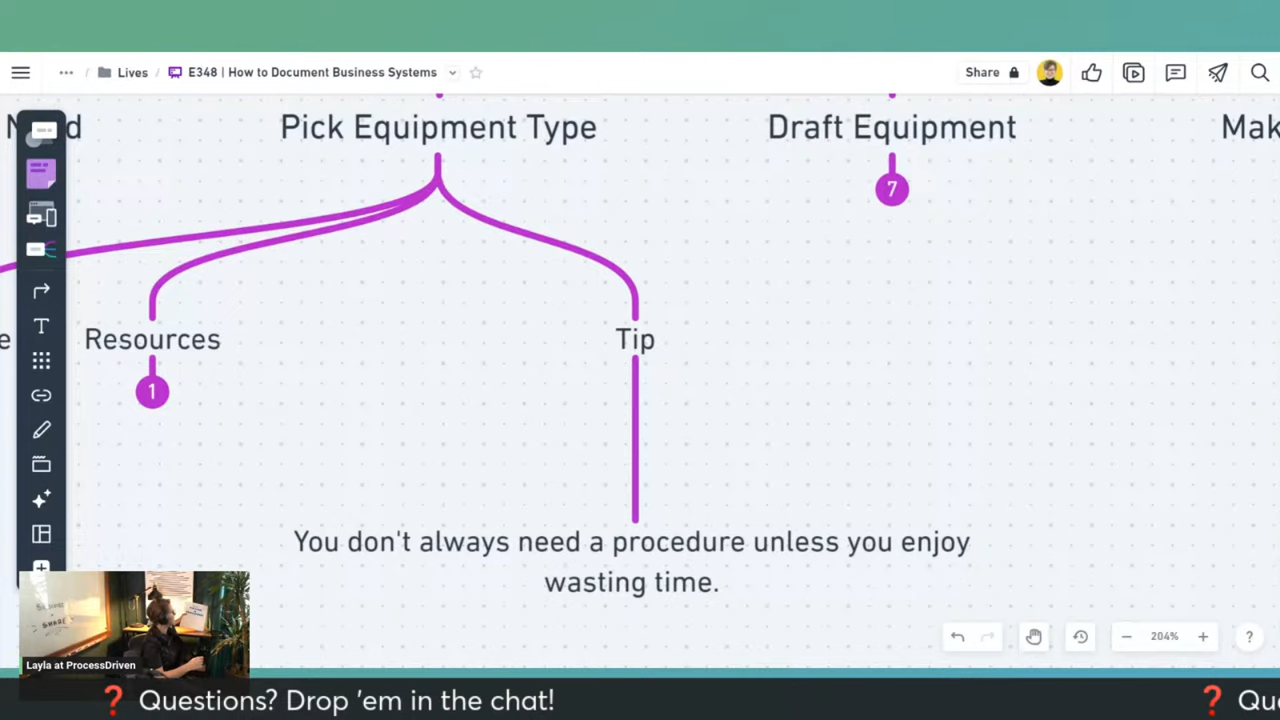 Lives / E348 | How to Document Business Systems
Share
Pick Equipment Type
Draft Equipment
7
Resources
Tip
1
You don't always need a procedure unless you enjoy
wasting time.
SHARE
Layla at ProcessDriven
204%
?
❓ Questions? Drop 'em in the chat!